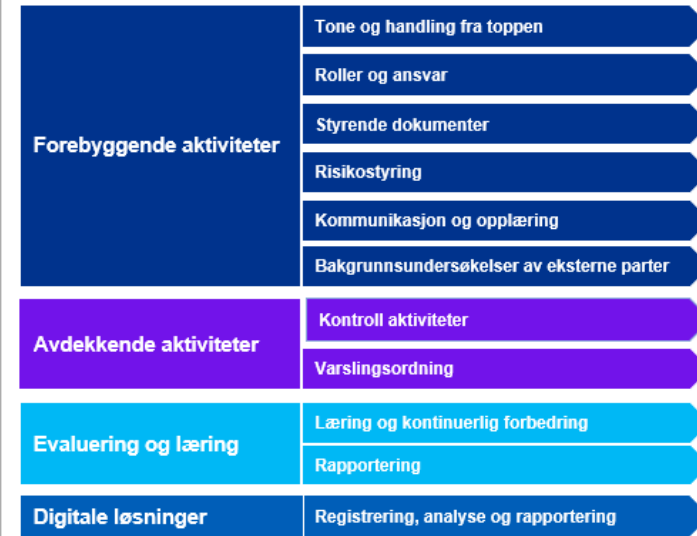 Forebyggende aktiviteter
Tone og handling fra toppen
Roller og ansvar
Styrende dokumenter
Risikostyring
Kommunikasjon og opplæring
Bakgrunnsundersøkelser av eksterne parter
Avdekkende aktiviteter
Kontroll aktiviteter
Varslingsordning
Evaluering og læring
Læring og kontinuerlig forbedring
Rapportering
Digitale løsninger
Registrering, analyse og rapportering